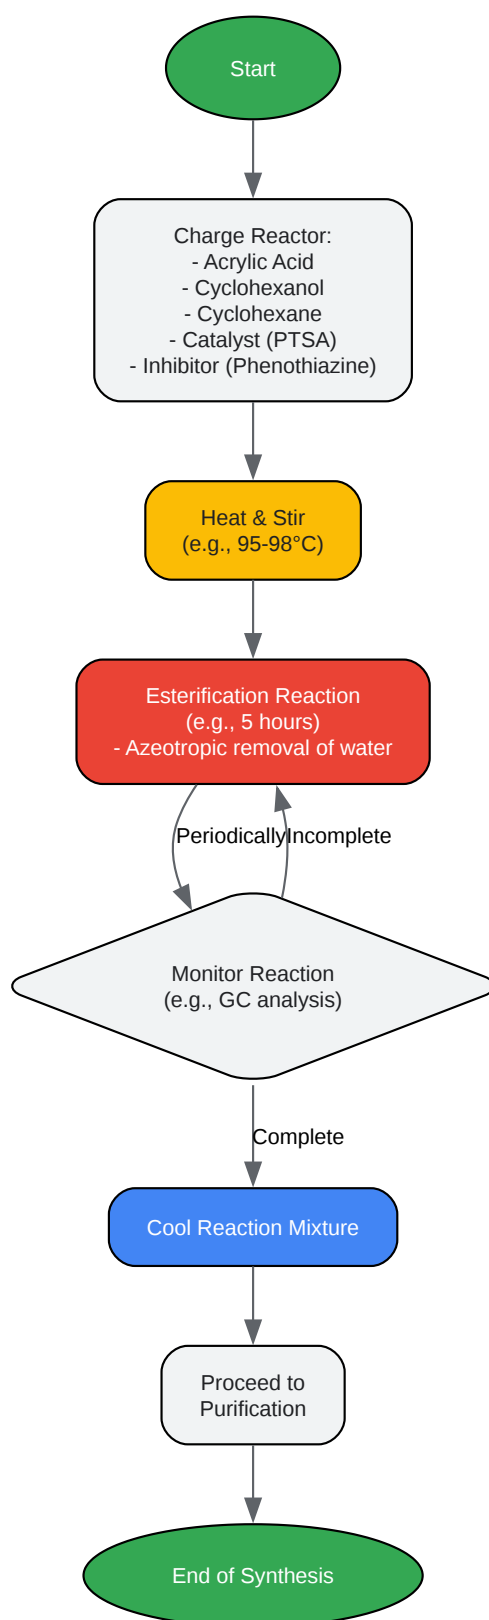 Start
Charge Reactor:
- Acrylic Acid
- Cyclohexanol
- Cyclohexane
- Catalyst (PTSA)
- Inhibitor (Phenothiazine)
Heat & Stir
(e.g., 95-98°C)
Esterification Reaction
(e.g., 5 hours)
- Azeotropic removal of water
Periodically
Incomplete
Monitor Reaction
(e.g., GC analysis)
Complete
Cool Reaction Mixture
Proceed to
Purification
End of Synthesis